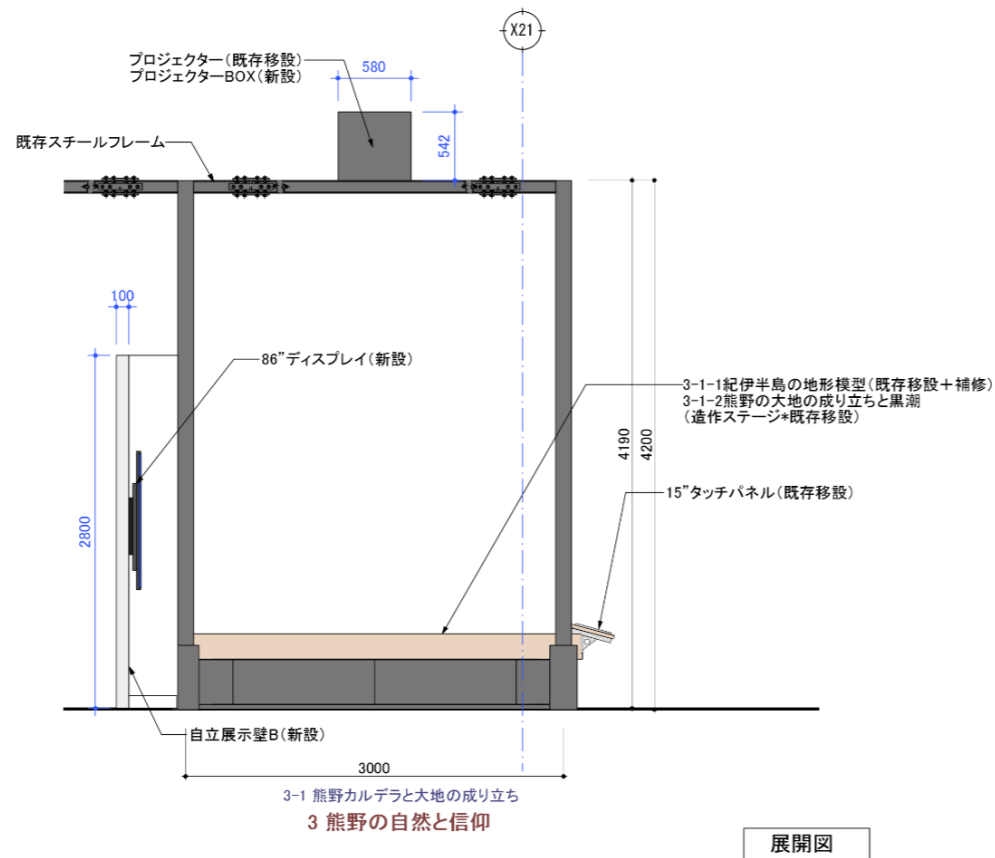 X21
プロジェクター(既存移設)
プロジェクターBOX(新設)
580
542
既存スチールフレーム
100
86”ディスプレイ(新設)
3-1-1紀伊半島の地形模型(既存移設+補修)
3-1-2熊野の大地の成り立ちと黒潮
(造作ステージ*既存移設)
4190
4200
15”タッチパネル(既存移設)
2800
自立展示壁B(新設)
3000
3-1 熊野カルデラと大地の成り立ち
3 熊野の自然と信仰
展開図